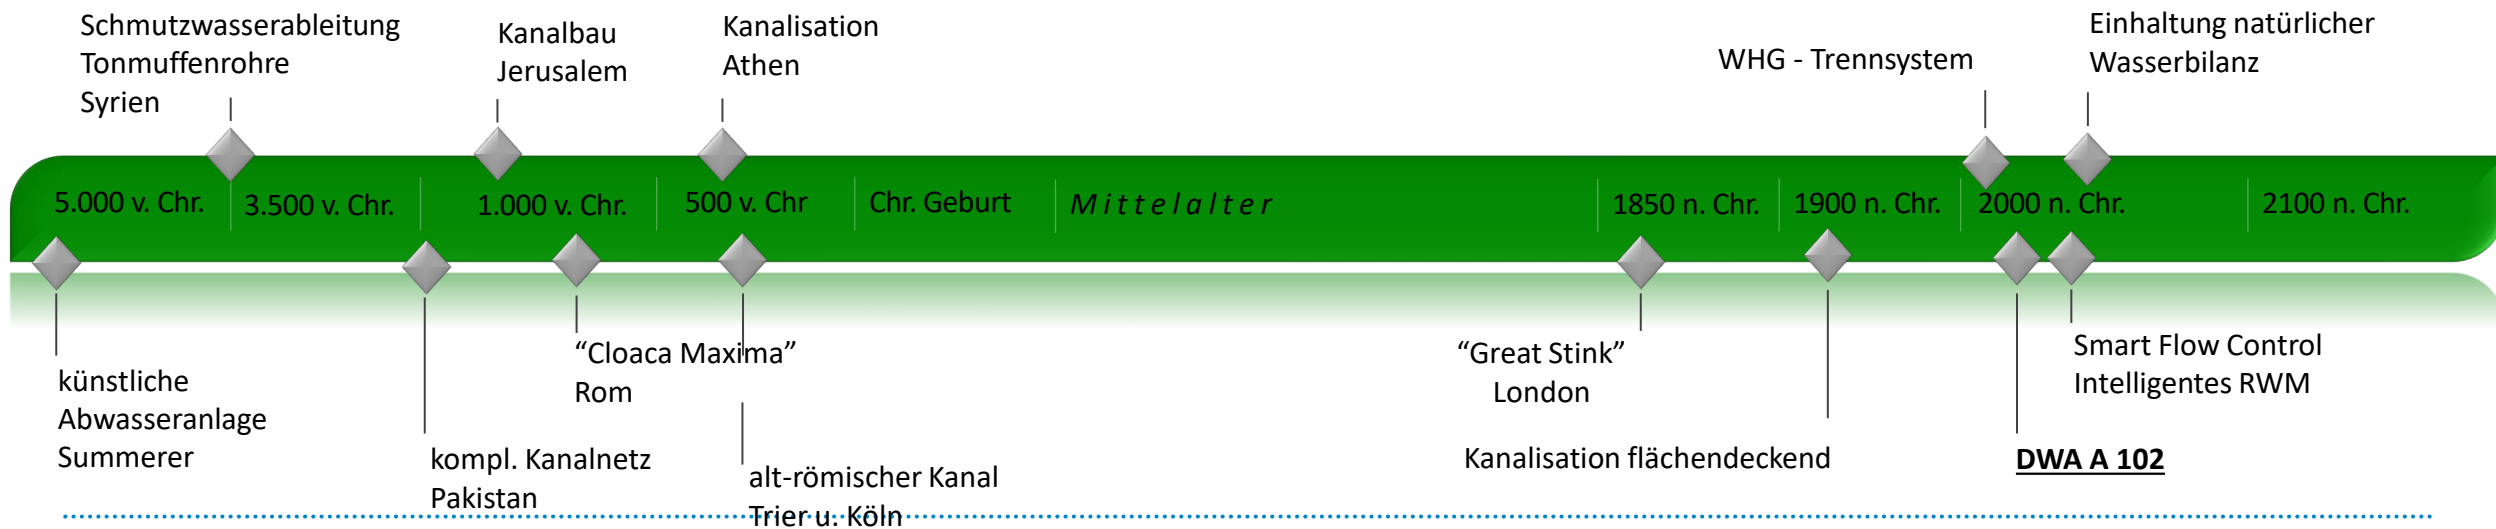 Schmutzwasserableitung
Tonmuffenrohre
Syrien
Kanalbau
Jerusalem
Kanalisation
Athen
WHG - Trennsystem
Einhaltung natürlicher
Wasserbilanz
5.000 v. Chr.
3.500 v. Chr.
1.000 v. Chr.
500 v. Chr
Chr. Geburt
Mittelalter
1850 n. Chr.
1900 n. Chr.
2000 n. Chr.
2100 n. Chr.
künstliche
Abwasseranlage
Summerer
kompl. Kanalnetz
Pakistan
“Cloaca Maxima”
Rom
alt-römischer Kanal
Trier u. Köln
“Great Stink”
London
Kanalisation flächendeckend
DWA A 102
Smart Flow Control
Intelligentes RWM